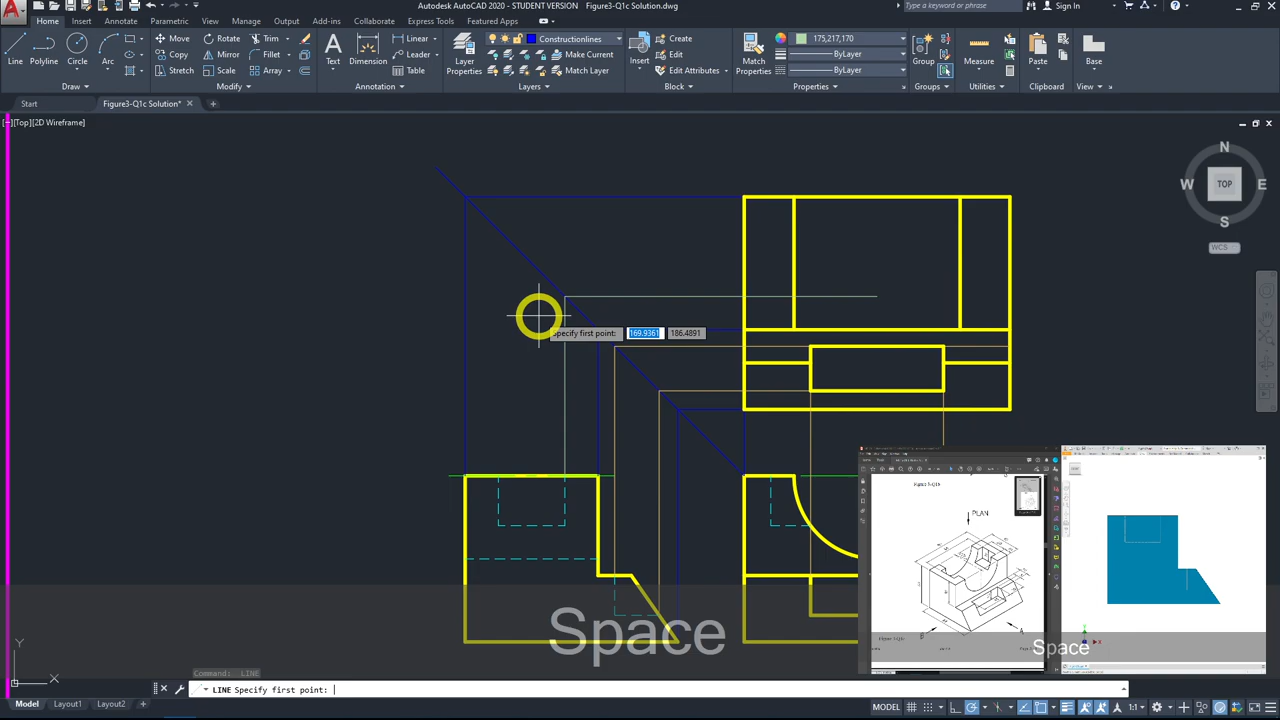 Autodesk AutoCAD 2020 - STUDENT VERSION Figure3-Q1c Solution.dwg
Type a keyword or phrase
Sign In
Home Insert Annotate Parametric View Manage Output Add-ins Collaborate Express Tools Featured Apps
Line Polyline Circle Arc
Move Rotate Trim
Copy Mirror Fillet
Stretch Scale Array
Text Dimension
Linear
Leader
Table
Layer Properties
Constructionlines
Make Current
Match Layer
Insert
Create
Edit
Edit Attributes
Match Properties
175,217,170
ByLayer
ByLayer
Group
Measure
Paste
Base
Draw Modify Annotation Layers Block Properties Groups Utilities Clipboard View
Start Figure3-Q1c Solution*
[−][Top][2D Wireframe]
N
W TOP E
S
WCS
Specify first point: 169.9361 186.4891
PLAN
A
Space
Space
Y
X
Command: LINE
LINE Specify first point:
Model Layout1 Layout2
MODEL
1:1